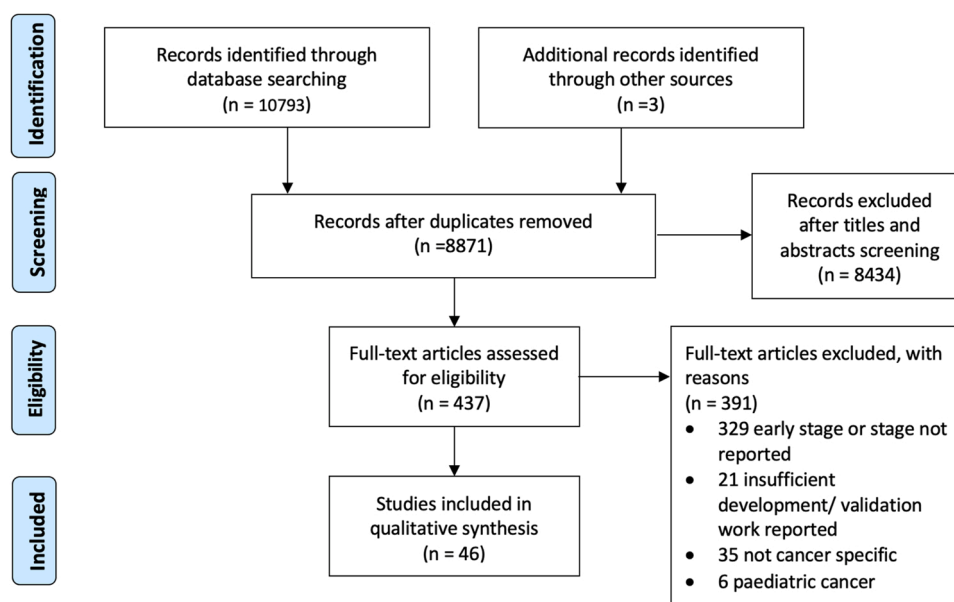 Identification
Records identified through
database searching
(n = 10793)
Additional records identified
through other sources
(n =3)
Screening
Records after duplicates removed
(n =8871)
Records excluded
after titles and
abstracts screening
(n = 8434)
Eligibility
Full-text articles assessed
for eligibility
(n = 437)
Full-text articles excluded, with
reasons
(n = 391)
• 329 early stage or stage not
reported
• 21 insufficient
development/ validation
work reported
• 35 not cancer specific
• 6 paediatric cancer
Included
Studies included in
qualitative synthesis
(n = 46)